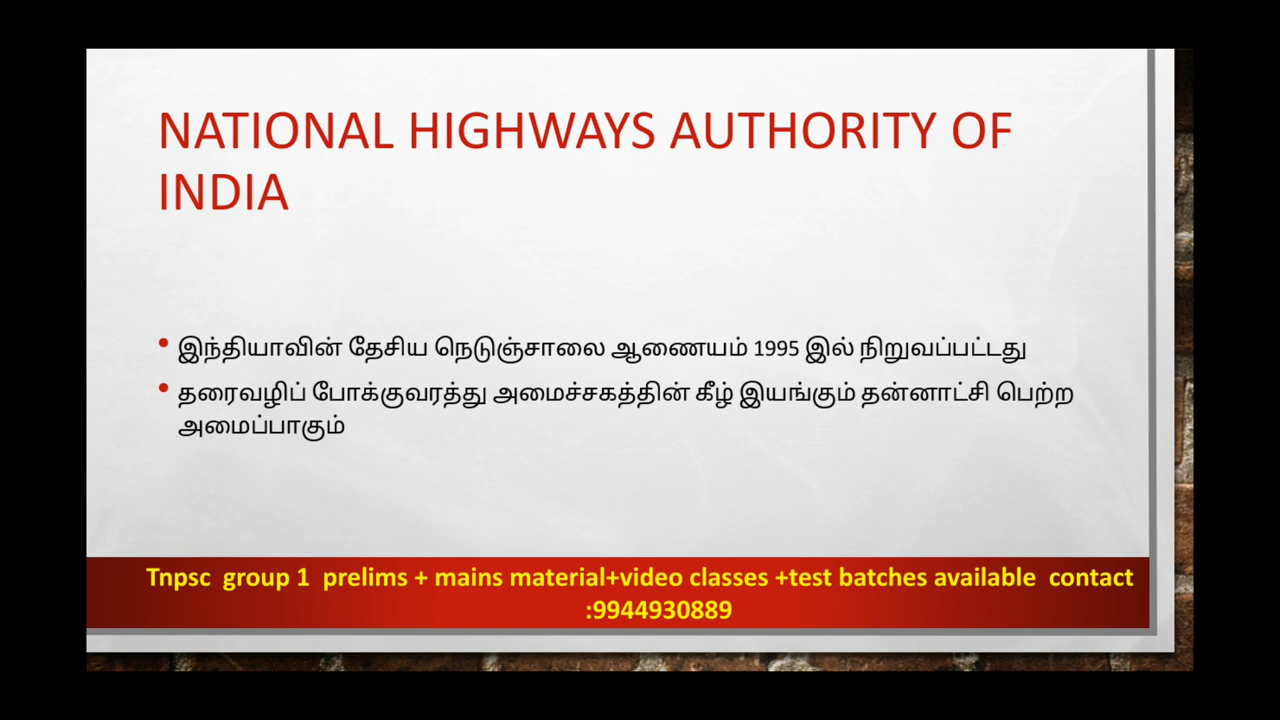 NATIONAL HIGHWAYS AUTHORITY OF
INDIA
• இந்தியாவின் தேசிய நெடுஞ்சாலை ஆணையம் 1995 இல் நிறுவப்பட்டது
• தரைவழிப் போக்குவரத்து அமைச்சகத்தின் கீழ் இயங்கும் தன்னாட்சி பெற்ற
அமைப்பாகும்
Tnpsc group 1 prelims + mains material+video classes +test batches available contact
:9944930889